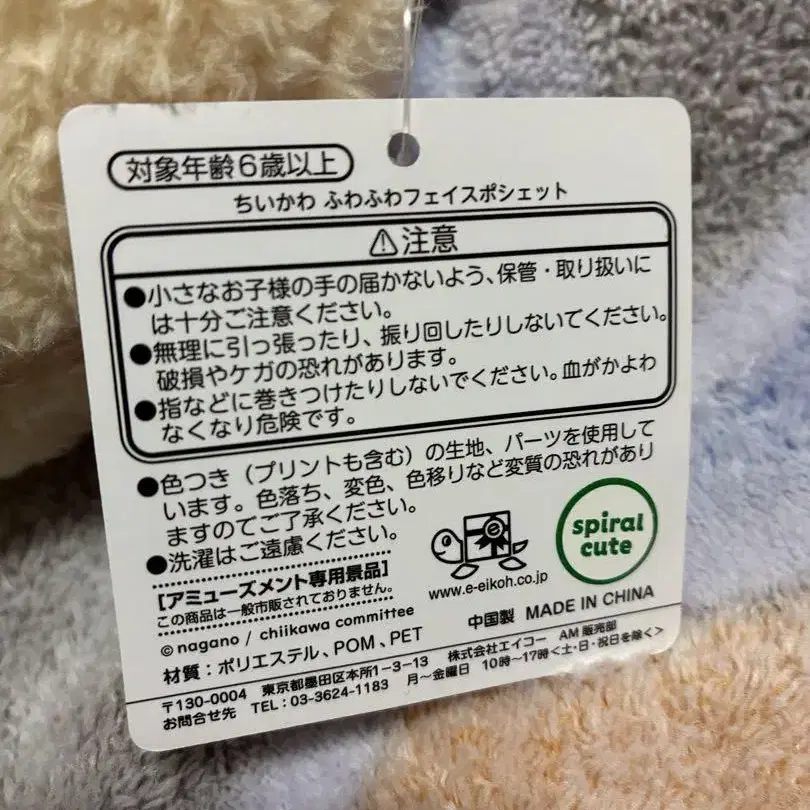 対象年齢6歳以上
ちいかわ ふわふわフェイスポシェット
⚠注意
●小さなお子様の手の届かないよう、保管・取り扱いに
は十分ご注意ください。
●無理に引っ張ったり、振り回したりしないでください。
破損やケガの恐れがあります。
●指などに巻きつけたりしないでください。血がかよわ
なくなり危険です。
●色つき（プリントも含む）の生地、パーツを使用して
います。色落ち、変色、色移りなど変質の恐れがあり
ますのでご了承ください。
●洗濯はご遠慮ください。
【アミューズメント専用景品】
この商品は一般市販されておりません。
e
www.e-eikoh.co.jp
spiral
cute
©nagano / chiikawa committee
中国製 MADE IN CHINA
材質：ポリエステル、POM、PET
〒130-0004 東京都墨田区本所1-3-13 株式会社エイコー AM販売部
お問合せ先 TEL：03-3624-1183 月～金曜日 10時～17時＜土・日・祝日を除く＞